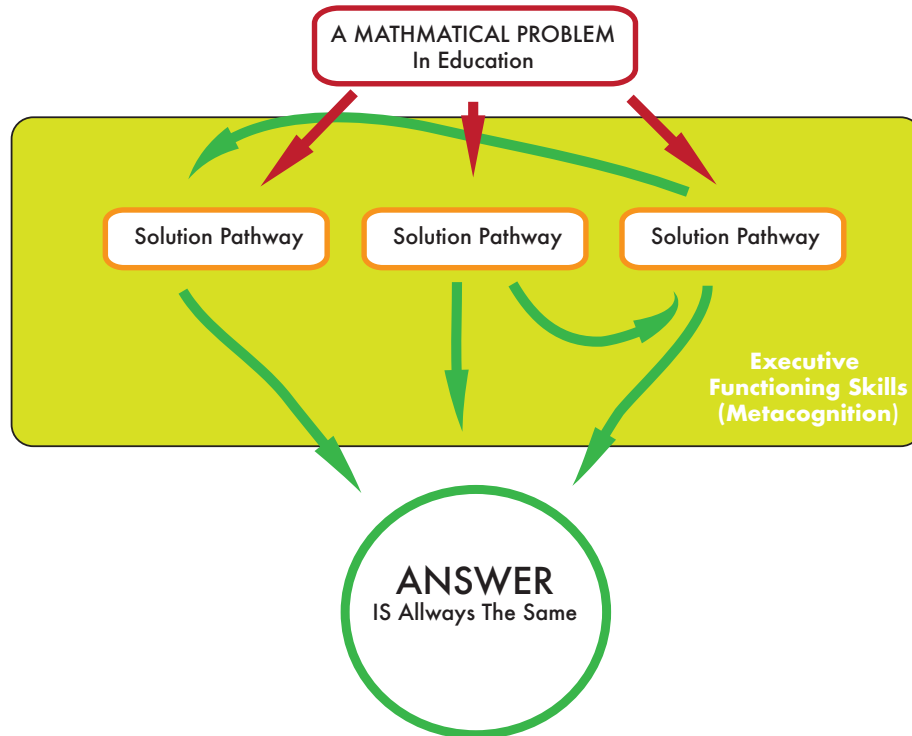 A MATHMATICAL PROBLEM
In Education
Solution Pathway
Solution Pathway
Solution Pathway
Executive
Functioning Skills
(Metacognition)
ANSWER
IS Allways The Same